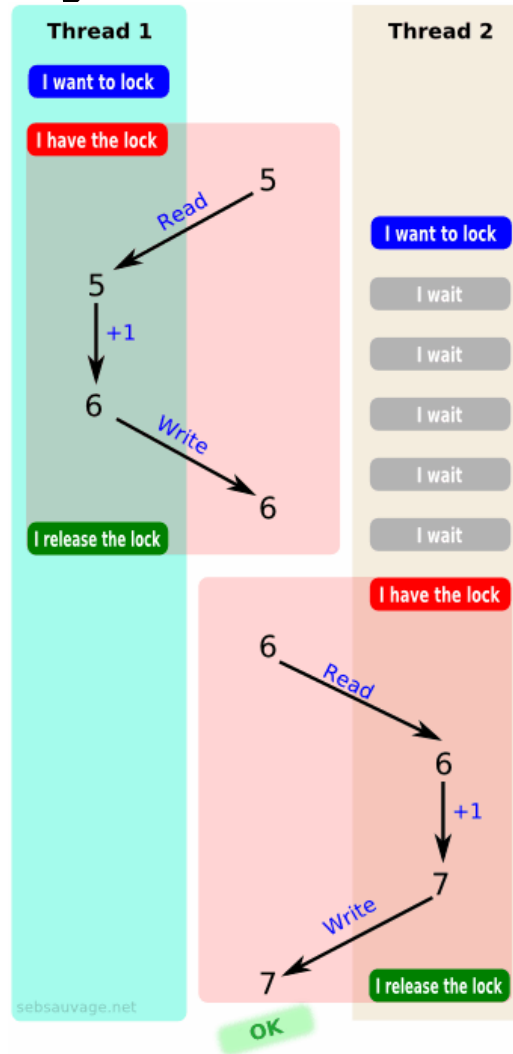 Thread 1
Thread 2
I want to lock
I have the lock
5
Read
I want to lock
5
I wait
+1
I wait
6
I wait
Write
I wait
6
I wait
I release the lock
I have the lock
6
Read
6
+1
7
Write
7
I release the lock
sebsauvage.net
OK